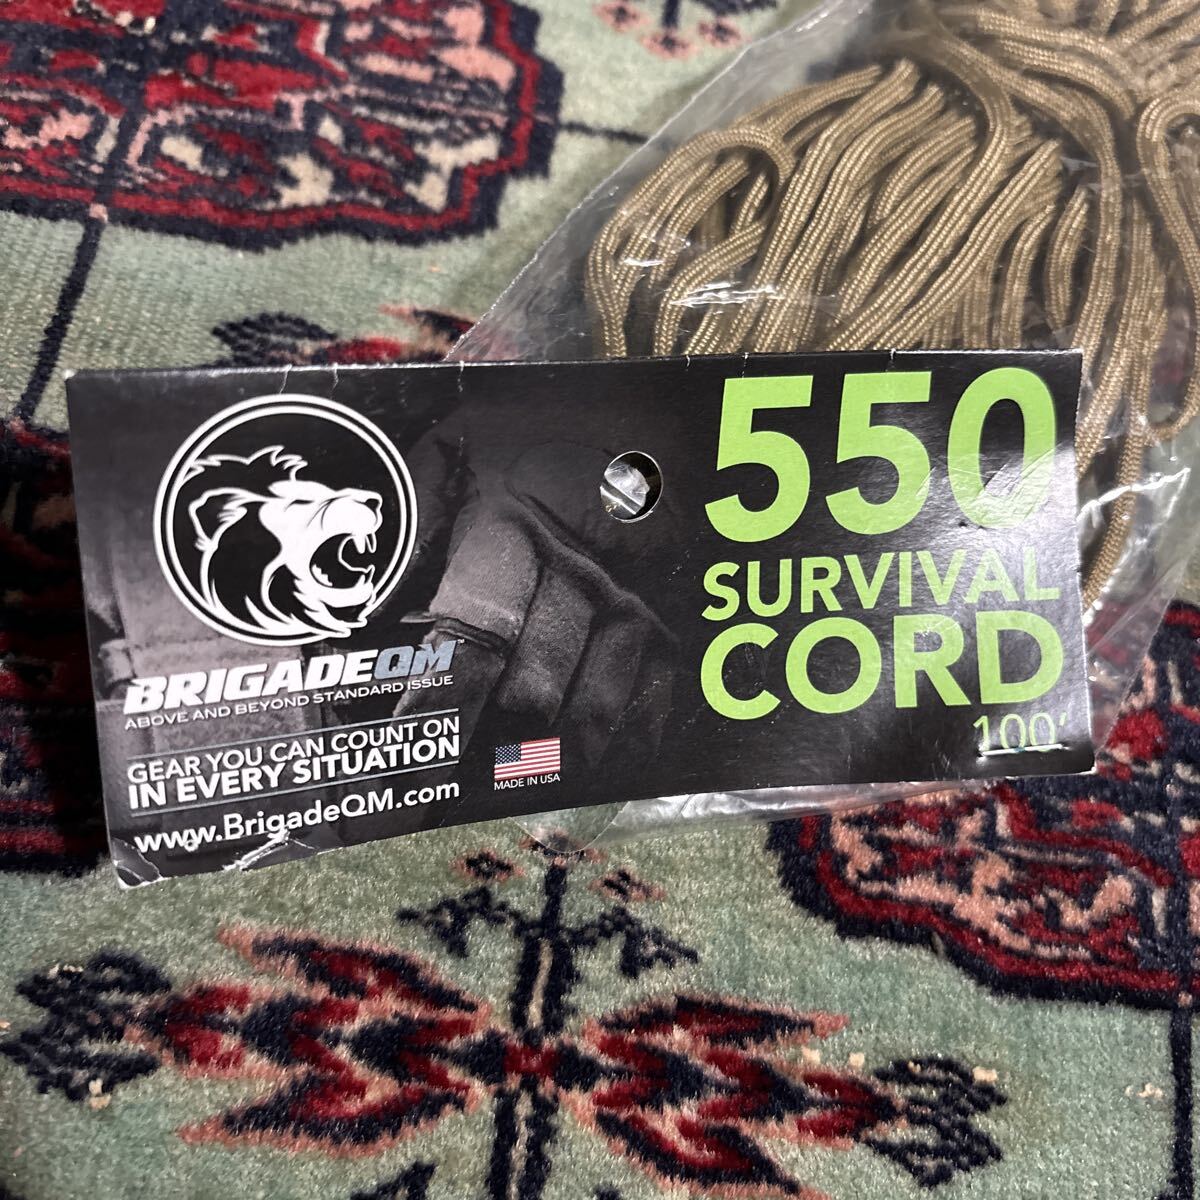 BRIGADEQM™
ABOVE AND BEYOND STANDARD ISSUE
GEAR YOU CAN COUNT ON
IN EVERY SITUATION
www.BrigadeQM.com
MADE IN USA
550
SURVIVAL
CORD
100'